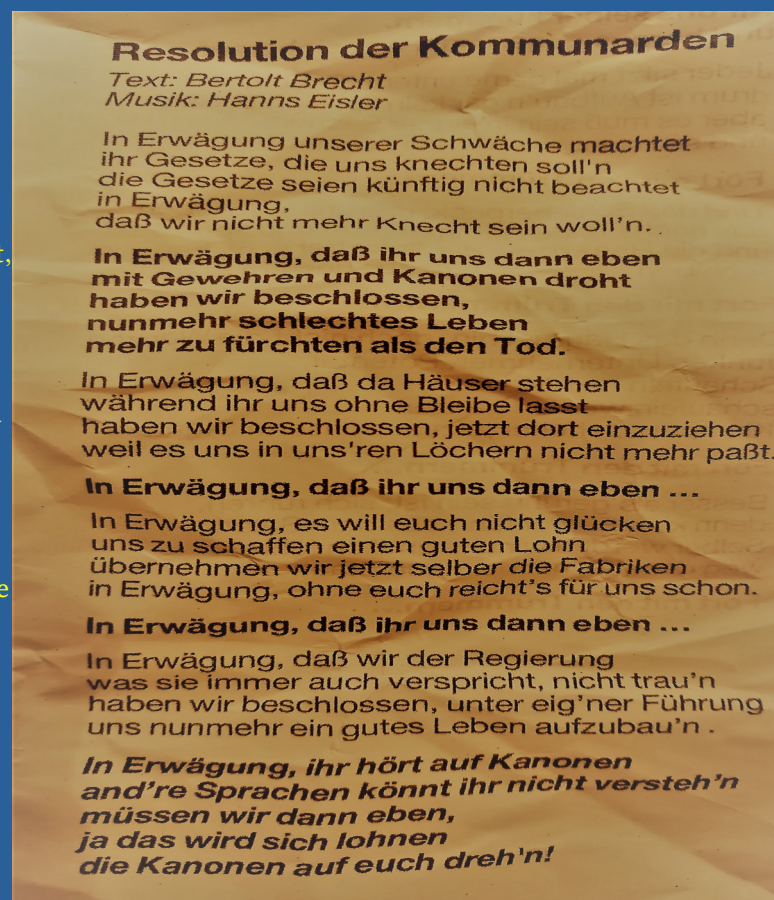 Resolution der Kommunarden
Text: Bertolt Brecht
Musik: Hanns Eisler
In Erwägung unserer Schwäche machtet
ihr Gesetze, die uns knechten soll'n
die Gesetze seien künftig nicht beachtet
in Erwägung,
daß wir nicht mehr Knecht sein woll'n.
In Erwägung, daß ihr uns dann eben
mit Gewehren und Kanonen droht
haben wir beschlossen,
nunmehr schlechtes Leben
mehr zu fürchten als den Tod.
In Erwägung, daß da Häuser stehen
während ihr uns ohne Bleibe lasst
haben wir beschlossen, jetzt dort einzuziehen
weil es uns in uns'ren Löchern nicht mehr paßt.
In Erwägung, daß ihr uns dann eben ...
In Erwägung, es will euch nicht glücken
uns zu schaffen einen guten Lohn
übernehmen wir jetzt selber die Fabriken
in Erwägung, ohne euch reicht's für uns schon.
In Erwägung, daß ihr uns dann eben ...
In Erwägung, daß wir der Regierung
was sie immer auch verspricht, nicht trau'n
haben wir beschlossen, unter eig'ner Führung
uns nunmehr ein gutes Leben aufzubau'n .
In Erwägung, ihr hört auf Kanonen
and're Sprachen könnt ihr nicht versteh'n
müssen wir dann eben,
ja das wird sich lohnen
die Kanonen auf euch dreh'n!